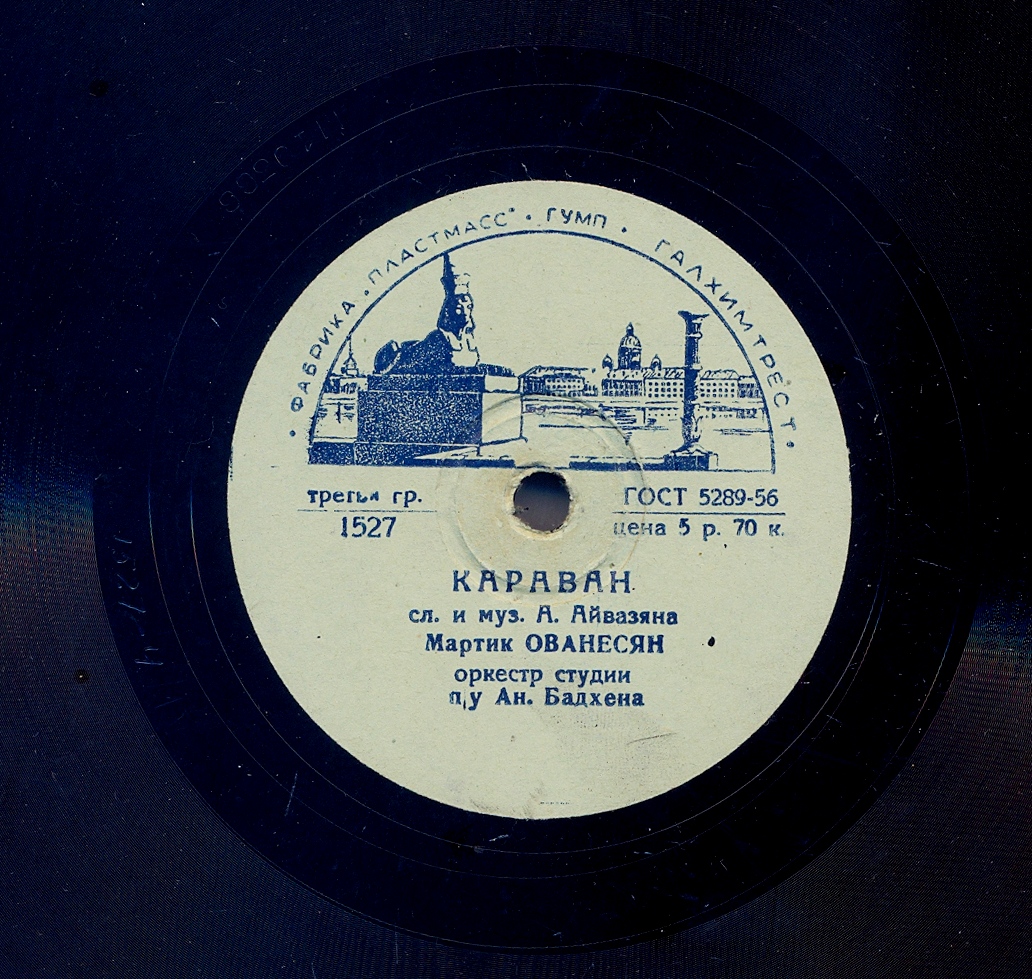 • ФАБРИКА „ПЛАСТМАСС“ • ГУМП • ГАЛХИМТРЕСТ •
третья гр.
1527
ГОСТ 5289-56
цена 5 р. 70 к.
КАРАВАН
сл. и муз. А. Айвазяна
Мартик ОВАНЕСЯН
оркестр студии
п/у Ан. Бадхена